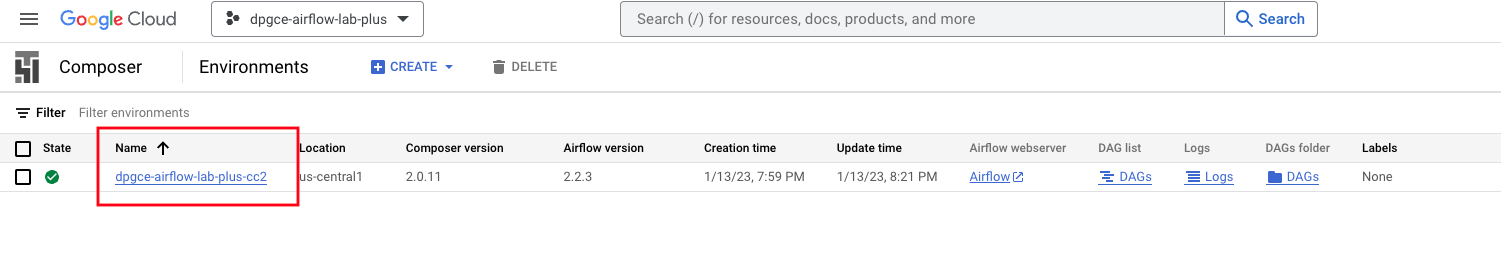 Google Cloud dpgce-airflow-lab-plus Search (/) for resources, docs, products, and more Search
Composer Environments CREATE DELETE
Filter Filter environments
State Name Location Composer version Airflow version Creation time Update time Airflow webserver DAG list Logs DAGs folder Labels
dpgce-airflow-lab-plus-cc2 us-central1 2.0.11 2.2.3 1/13/23, 7:59 PM 1/13/23, 8:21 PM Airflow DAGs Logs DAGs None